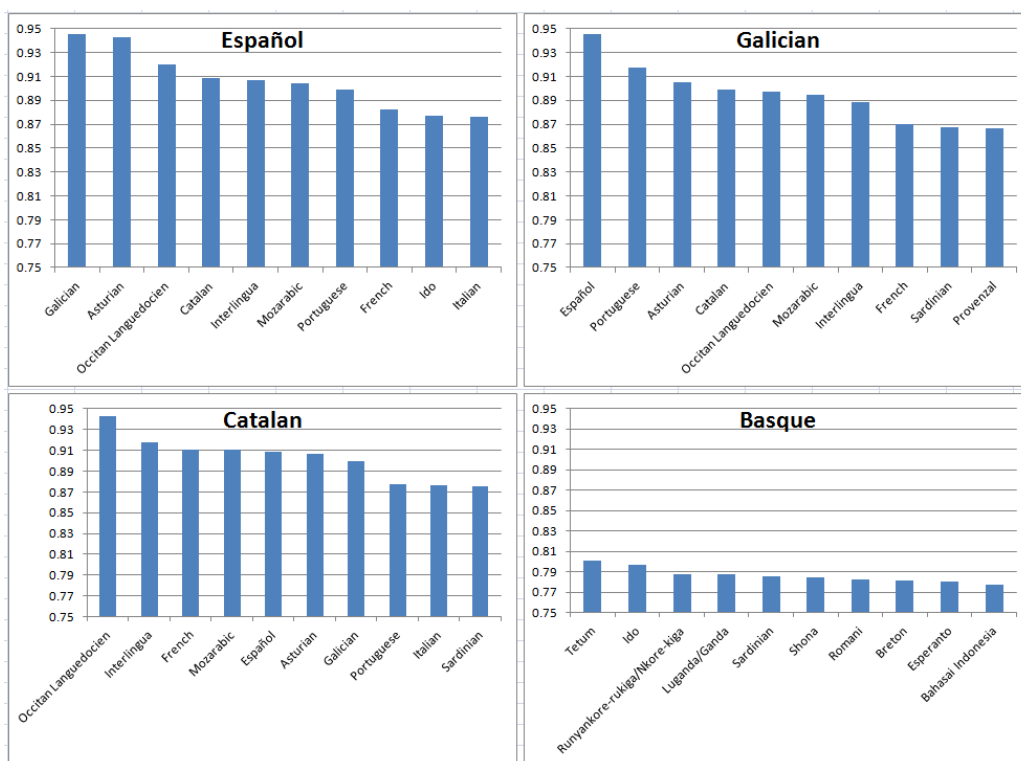 Español
0.95
0.93
0.91
0.89
0.87
0.85
0.83
0.81
0.79
0.77
0.75
Galician
Asturian
Occitan Languedocien
Catalan
Interlingua
Mozarabic
Portuguese
French
Ido
Italian
Galician
0.95
0.93
0.91
0.89
0.87
0.85
0.83
0.81
0.79
0.77
0.75
Español
Portuguese
Asturian
Catalan
Occitan Languedocien
Mozarabic
Interlingua
French
Sardinian
Provenzal
Catalan
0.95
0.93
0.91
0.89
0.87
0.85
0.83
0.81
0.79
0.77
0.75
Occitan Languedocien
Interlingua
French
Mozarabic
Español
Asturian
Galician
Portuguese
Italian
Sardinian
Basque
0.95
0.93
0.91
0.89
0.87
0.85
0.83
0.81
0.79
0.77
0.75
Tetum
Ido
Runyankore-rukiga/Nkore-kiga
Luganda/Ganda
Sardinian
Shona
Romani
Breton
Esperanto
Bahasai Indonesia